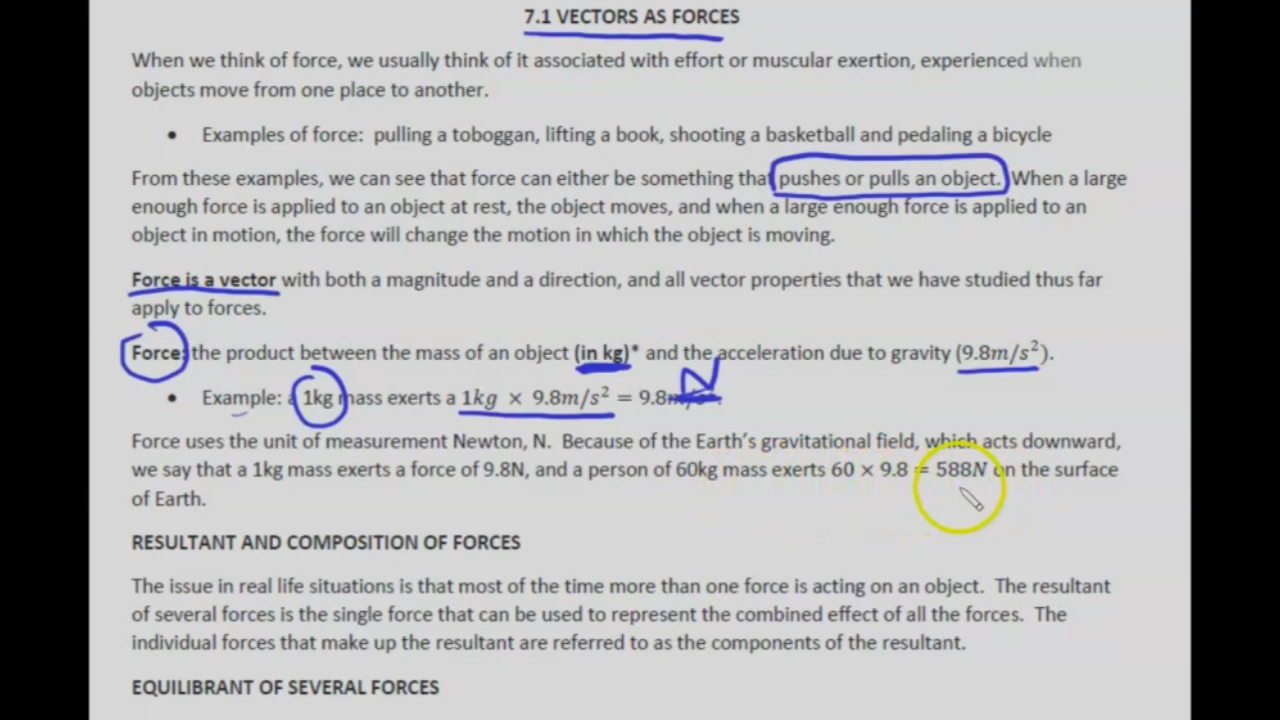 7.1 VECTORS AS FORCES
When we think of force, we usually think of it associated with effort or muscular exertion, experienced when
objects move from one place to another.
• Examples of force: pulling a toboggan, lifting a book, shooting a basketball and pedaling a bicycle
From these examples, we can see that force can either be something that pushes or pulls an object. When a large
enough force is applied to an object at rest, the object moves, and when a large enough force is applied to an
object in motion, the force will change the motion in which the object is moving.
Force is a vector with both a magnitude and a direction, and all vector properties that we have studied thus far
apply to forces.
Force: the product between the mass of an object (in kg)* and the acceleration due to gravity (9.8m/s²).
• Example: a 1kg mass exerts a 1kg × 9.8m/s² = 9.8m/s². N
Force uses the unit of measurement Newton, N. Because of the Earth's gravitational field, which acts downward,
we say that a 1kg mass exerts a force of 9.8N, and a person of 60kg mass exerts 60 × 9.8 = 588N on the surface
of Earth.
RESULTANT AND COMPOSITION OF FORCES
The issue in real life situations is that most of the time more than one force is acting on an object. The resultant
of several forces is the single force that can be used to represent the combined effect of all the forces. The
individual forces that make up the resultant are referred to as the components of the resultant.
EQUILIBRANT OF SEVERAL FORCES